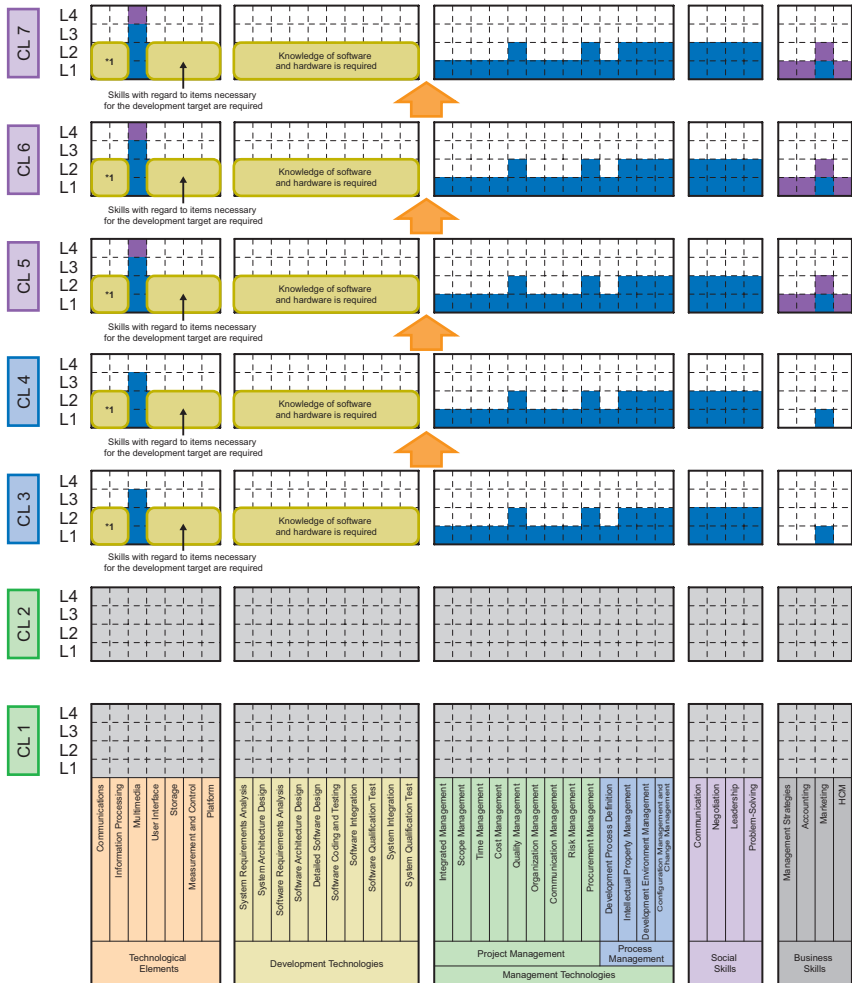 CL 7
L4
L3
L2
L1
*1
Knowledge of software
and hardware is required
Skills with regard to items necessary
for the development target are required
CL 6
L4
L3
L2
L1
*1
Knowledge of software
and hardware is required
Skills with regard to items necessary
for the development target are required
CL 5
L4
L3
L2
L1
*1
Knowledge of software
and hardware is required
Skills with regard to items necessary
for the development target are required
CL 4
L4
L3
L2
L1
*1
Knowledge of software
and hardware is required
Skills with regard to items necessary
for the development target are required
CL 3
L4
L3
L2
L1
*1
Knowledge of software
and hardware is required
Skills with regard to items necessary
for the development target are required
CL 2
L4
L3
L2
L1
CL 1
L4
L3
L2
L1
Communications
Information Processing
Multimedia
User Interface
Storage
Measurement and Control
Platform
Technological
Elements
System Requirements Analysis
System Architecture Design
Software Requirements Analysis
Software Architecture Design
Detailed Software Design
Software Coding and Testing
Software Integration
Software Qualification Test
System Integration
System Qualification Test
Development Technologies
Integrated Management
Scope Management
Time Management
Cost Management
Quality Management
Organization Management
Communication Management
Risk Management
Procurement Management
Project Management
Development Process Definition
Intellectual Property Management
Development Environment Management
Configuration Management and
Change Management
Process
Management
Management Technologies
Communication
Negotiation
Leadership
Problem-Solving
Social
Skills
Management Strategies
Accounting
Marketing
HCM
Business
Skills